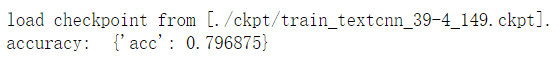 load checkpoint from [./ckpt/train_textcnn_39-4_149.ckpt].
accuracy:  {'acc': 0.796875}